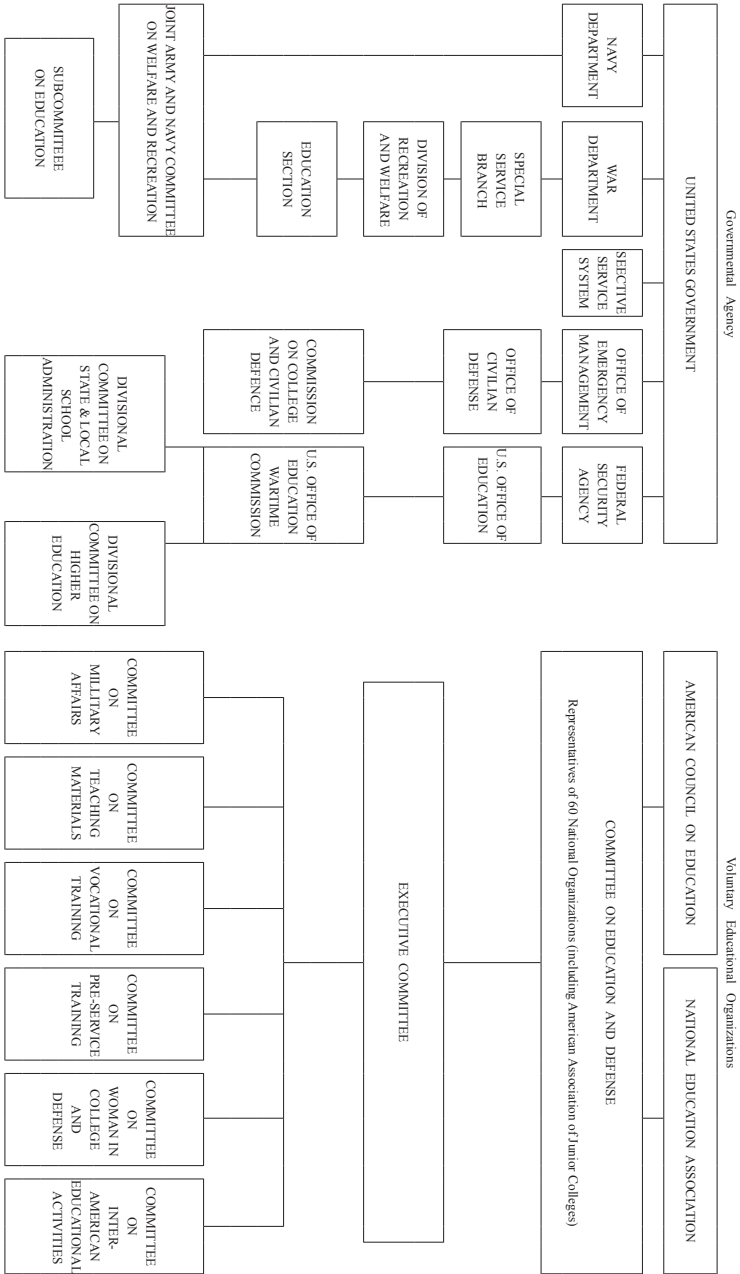 Governmental Agency
UNITED STATES GOVERNMENT
NAVY
DEPARTMENT
WAR
DEPARTMENT
SEECTIVE
SERVICE
SYSTEM
OFFICE OF
EMERGENCY
MANAGEMENT
FEDERAL
SECURITY
AGENCY
SPECIAL
SERVICE
BRANCH
OFFICE OF
CIVILIAN
DEFENSE
U.S. OFFICE OF
EDUCATION
DIVISION OF
RECREATION
AND WELFARE
EDUCATION
SECTION
COMMISSION
ON COLLEGE
AND CIVILIAN
DEFENCE
U.S. OFFICE OF
EDUCATION
WARTIME
COMMISSION
JOINT ARMY AND NAVY COMMITTEE
ON WELFARE AND RECREATION
SUBCOMMITEEE
ON EDUCATION
DIVISIONAL
COMMITTEE ON
STATE & LOCAL
SCHOOL
ADMINISTRATION
DIVISIONAL
COMMITTEE ON
HIGHER
EDUCATION
Voluntary Educational Organizations
AMERICAN COUNCIL ON EDUCATION
NATIONAL EDUCATION ASSOCIATION
COMMITTEE ON EDUCATION AND DEFENSE
Representatives of 60 National Organizations (including American Association of Junior Colleges)
EXECUTIVE COMMITTEE
COMMITTEE
ON
MILLITARY
AFFAIRS
COMMITTEE
ON
TEACHING
MATERIALS
COMMITTEE
ON
VOCATIONAL
TRAINING
COMMITTEE
ON
PRE-SERVICE
TRAINING
COMMITTEE
ON
WOMAN IN
COLLEGE
AND
DEFENSE
COMMITTEE
ON
INTER-
AMERICAN
EDUCATIONAL
ACTIVITIES